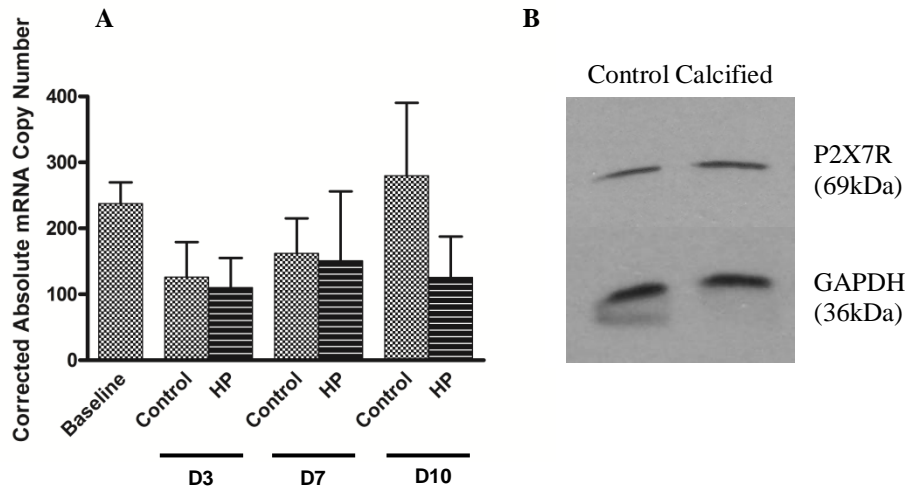 A
Corrected Absolute mRNA Copy Number
400
300
200
100
0
Baseline
Control
HP
Control
HP
Control
HP
D3
D7
D10
B
Control Calcified
P2X7R
(69kDa)
GAPDH
(36kDa)